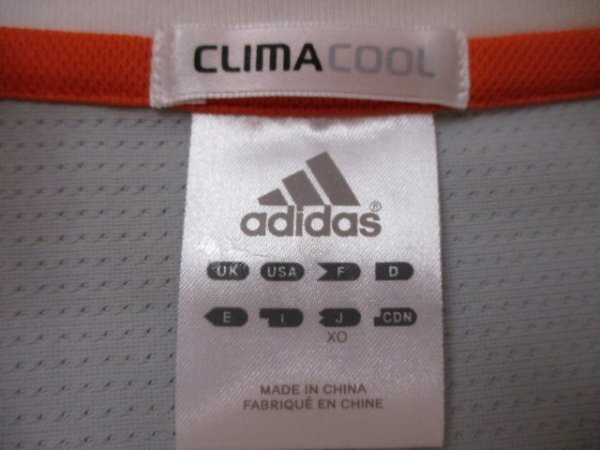 CLIMACOOL
adidas®
UK USA F D
E I J CDN
XO
MADE IN CHINA
FABRIQUÉ EN CHINE